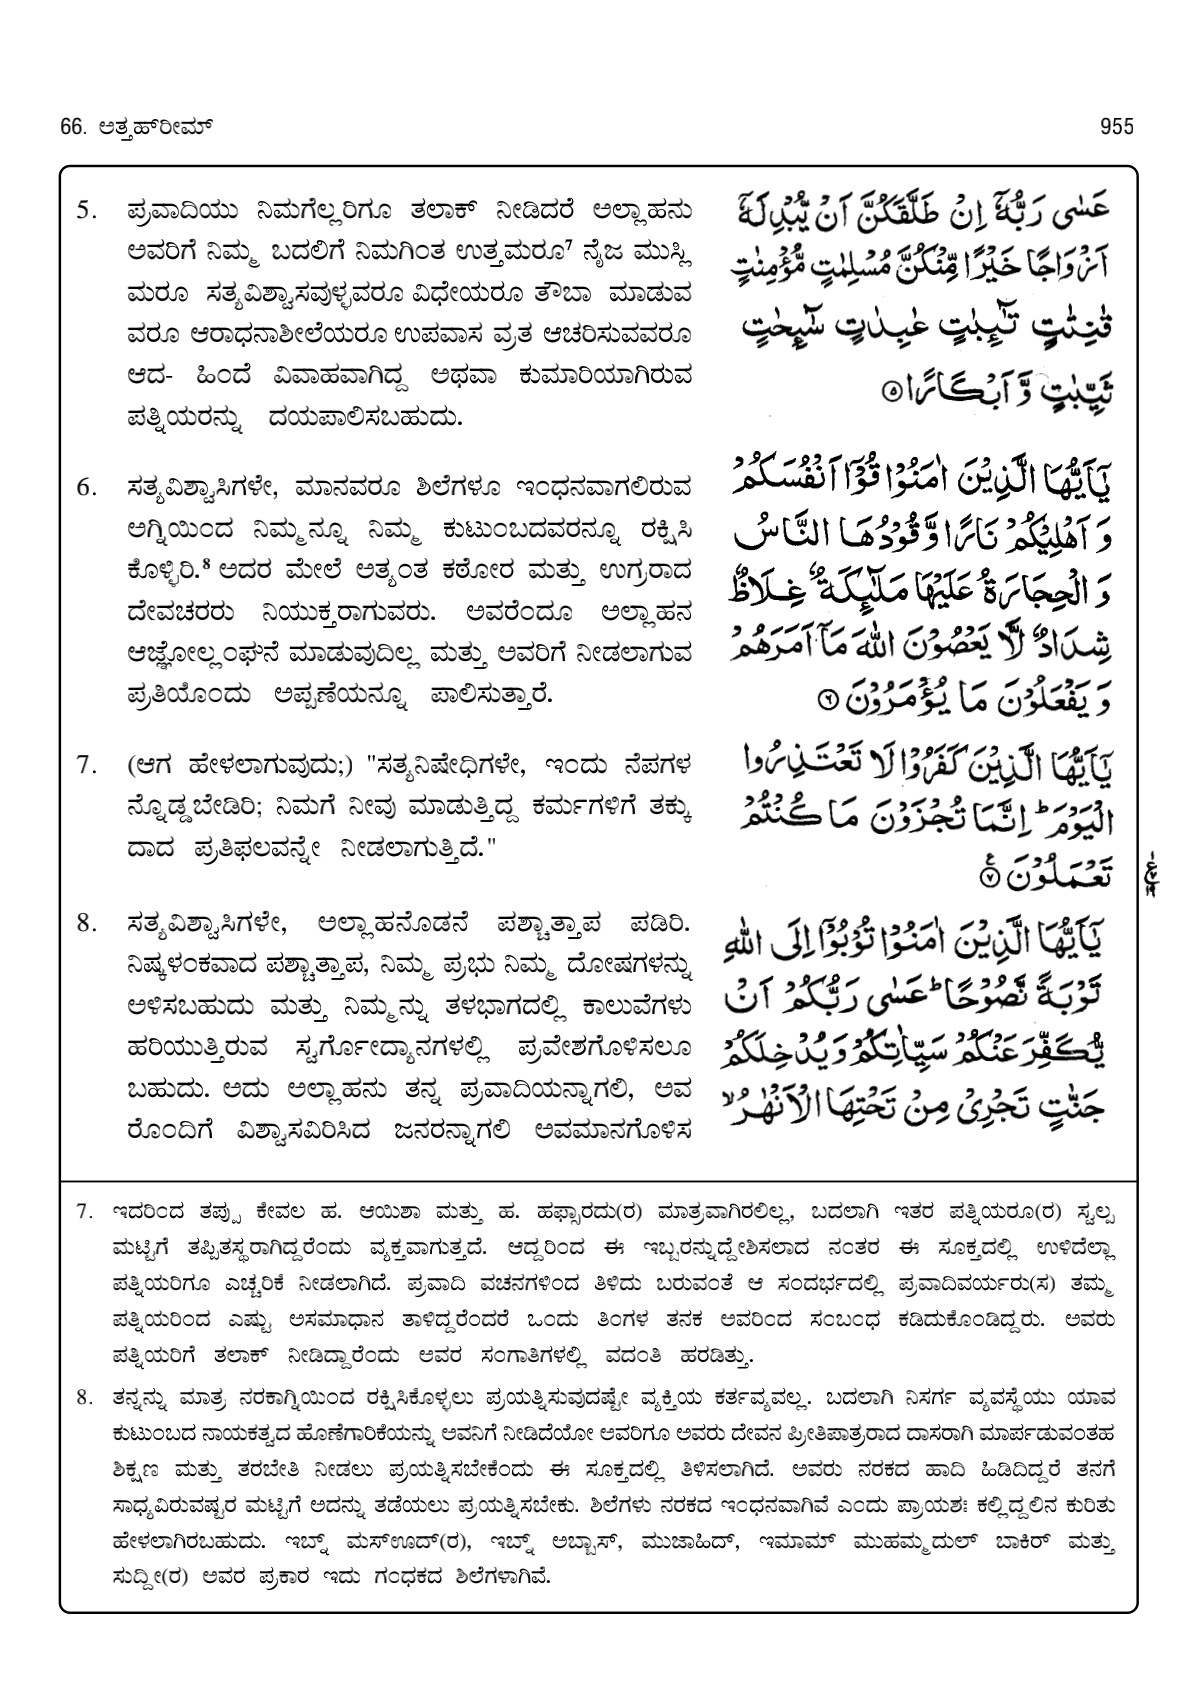 66. ಅತ್ತಹ್‌ರೀಮ್
955
5. ಪ್ರವಾದಿಯು ನಿಮಗೆಲ್ಲರಿಗೂ ತಲಾಕ್ ನೀಡಿದರೆ ಅಲ್ಲಾಹನು
ಅವರಿಗೆ ನಿಮ್ಮ ಬದಲಿಗೆ ನಿಮಗಿಂತ ಉತ್ತಮರೂ⁷ ನೈಜ ಮುಸ್ಲಿ
ಮರೂ ಸತ್ಯವಿಶ್ವಾಸವುಳ್ಳವರೂ ವಿಧೇಯರೂ ತೌಬಾ ಮಾಡುವ
ವರೂ ಆರಾಧನಾಶೀಲೆಯರೂ ಉಪವಾಸ ವ್ರತ ಆಚರಿಸುವವರೂ
ಆದ- ಹಿಂದೆ ವಿವಾಹವಾಗಿದ್ದ ಅಥವಾ ಕುಮಾರಿಯಾಗಿರುವ
ಪತ್ನಿಯರನ್ನು ದಯಪಾಲಿಸಬಹುದು.
عَسٰى رَبُّهٗٓ اِنْ طَلَّقَكُنَّ اَنْ يُّبْدِلَهٗٓ
اَزْوَاجًا خَيْرًا مِّنْكُنَّ مُسْلِمٰتٍ مُّؤْمِنٰتٍ
قٰنِتٰتٍ تٰٓئِبٰتٍ عٰبِدٰتٍ سٰٓئِحٰتٍ
ثَيِّبٰتٍ وَّاَبْكَارًا ۝۵
6. ಸತ್ಯವಿಶ್ವಾಸಿಗಳೇ, ಮಾನವರೂ ಶಿಲೆಗಳೂ ಇಂಧನವಾಗಲಿರುವ
ಅಗ್ನಿಯಿಂದ ನಿಮ್ಮನ್ನೂ ನಿಮ್ಮ ಕುಟುಂಬದವರನ್ನೂ ರಕ್ಷಿಸಿ
ಕೊಳ್ಳಿರಿ.⁸ ಅದರ ಮೇಲೆ ಅತ್ಯಂತ ಕಠೋರ ಮತ್ತು ಉಗ್ರರಾದ
ದೇವಚರರು ನಿಯುಕ್ತರಾಗುವರು. ಅವರೆಂದೂ ಅಲ್ಲಾಹನ
ಆಜ್ಞೋಲ್ಲಂಘನೆ ಮಾಡುವುದಿಲ್ಲ ಮತ್ತು ಅವರಿಗೆ ನೀಡಲಾಗುವ
ಪ್ರತಿಯೊಂದು ಅಪ್ಪಣೆಯನ್ನೂ ಪಾಲಿಸುತ್ತಾರೆ.
يٰٓاَيُّهَا الَّذِيْنَ اٰمَنُوْا قُوْٓا اَنْفُسَكُمْ
وَاَهْلِيْكُمْ نَارًا وَّقُوْدُهَا النَّاسُ
وَالْحِجَارَةُ عَلَيْهَا مَلٰٓئِكَةٌ غِلَاظٌ
شِدَادٌ لَّا يَعْصُوْنَ اللّٰهَ مَآ اَمَرَهُمْ
وَيَفْعَلُوْنَ مَا يُؤْمَرُوْنَ ۝۶
7. (ಆಗ ಹೇಳಲಾಗುವುದು;) "ಸತ್ಯನಿಷೇಧಿಗಳೇ, ಇಂದು ನೆಪಗಳ
ನ್ನೊಡ್ಡಬೇಡಿರಿ; ನಿಮಗೆ ನೀವು ಮಾಡುತ್ತಿದ್ದ ಕರ್ಮಗಳಿಗೆ ತಕ್ಕು
ದಾದ ಪ್ರತಿಫಲವನ್ನೇ ನೀಡಲಾಗುತ್ತಿದೆ."
يٰٓاَيُّهَا الَّذِيْنَ كَفَرُوْا لَا تَعْتَذِرُوا
الْيَوْمَ ؕ اِنَّمَا تُجْزَوْنَ مَا كُنْتُمْ
تَعْمَلُوْنَ ۝۷
8. ಸತ್ಯವಿಶ್ವಾಸಿಗಳೇ, ಅಲ್ಲಾಹನೊಡನೆ ಪಶ್ಚಾತ್ತಾಪ ಪಡಿರಿ.
ನಿಷ್ಕಳಂಕವಾದ ಪಶ್ಚಾತ್ತಾಪ, ನಿಮ್ಮ ಪ್ರಭು ನಿಮ್ಮ ದೋಷಗಳನ್ನು
ಅಳಿಸಬಹುದು ಮತ್ತು ನಿಮ್ಮನ್ನು ತಳಭಾಗದಲ್ಲಿ ಕಾಲುವೆಗಳು
ಹರಿಯುತ್ತಿರುವ ಸ್ವರ್ಗೋದ್ಯಾನಗಳಲ್ಲಿ ಪ್ರವೇಶಗೊಳಿಸಲೂ
ಬಹುದು. ಅದು ಅಲ್ಲಾಹನು ತನ್ನ ಪ್ರವಾದಿಯನ್ನಾಗಲಿ, ಅವ
ರೊಂದಿಗೆ ವಿಶ್ವಾಸವಿರಿಸಿದ ಜನರನ್ನಾಗಲಿ ಅವಮಾನಗೊಳಿಸ
يٰٓاَيُّهَا الَّذِيْنَ اٰمَنُوْا تُوْبُوْٓا اِلَى اللّٰهِ
تَوْبَةً نَّصُوْحًا ؕ عَسٰى رَبُّكُمْ اَنْ
يُّكَفِّرَ عَنْكُمْ سَيِّاٰتِكُمْ وَيُدْخِلَكُمْ
جَنّٰتٍ تَجْرِيْ مِنْ تَحْتِهَا الْاَنْهٰرُ ۙ
7. ಇದರಿಂದ ತಪ್ಪು ಕೇವಲ ಹ. ಆಯಿಶಾ ಮತ್ತು ಹ. ಹಫ್ಸಾರದು(ರ) ಮಾತ್ರವಾಗಿರಲಿಲ್ಲ, ಬದಲಾಗಿ ಇತರ ಪತ್ನಿಯರೂ(ರ) ಸ್ವಲ್ಪ
ಮಟ್ಟಿಗೆ ತಪ್ಪಿತಸ್ಥರಾಗಿದ್ದರೆಂದು ವ್ಯಕ್ತವಾಗುತ್ತದೆ. ಆದ್ದರಿಂದ ಈ ಇಬ್ಬರನ್ನುದ್ದೇಶಿಸಲಾದ ನಂತರ ಈ ಸೂಕ್ತದಲ್ಲಿ ಉಳಿದೆಲ್ಲಾ
ಪತ್ನಿಯರಿಗೂ ಎಚ್ಚರಿಕೆ ನೀಡಲಾಗಿದೆ. ಪ್ರವಾದಿ ವಚನಗಳಿಂದ ತಿಳಿದು ಬರುವಂತೆ ಆ ಸಂದರ್ಭದಲ್ಲಿ ಪ್ರವಾದಿವರ್ಯರು(ಸ) ತಮ್ಮ
ಪತ್ನಿಯರಿಂದ ಎಷ್ಟು ಅಸಮಾಧಾನ ತಾಳಿದ್ದರೆಂದರೆ ಒಂದು ತಿಂಗಳ ತನಕ ಅವರಿಂದ ಸಂಬಂಧ ಕಡಿದುಕೊಂಡಿದ್ದರು. ಅವರು
ಪತ್ನಿಯರಿಗೆ ತಲಾಕ್ ನೀಡಿದ್ದಾರೆಂದು ಅವರ ಸಂಗಾತಿಗಳಲ್ಲಿ ವದಂತಿ ಹರಡಿತ್ತು.
8. ತನ್ನನ್ನು ಮಾತ್ರ ನರಕಾಗ್ನಿಯಿಂದ ರಕ್ಷಿಸಿಕೊಳ್ಳಲು ಪ್ರಯತ್ನಿಸುವುದಷ್ಟೇ ವ್ಯಕ್ತಿಯ ಕರ್ತವ್ಯವಲ್ಲ. ಬದಲಾಗಿ ನಿಸರ್ಗ ವ್ಯವಸ್ಥೆಯು ಯಾವ
ಕುಟುಂಬದ ನಾಯಕತ್ವದ ಹೊಣೆಗಾರಿಕೆಯನ್ನು ಅವನಿಗೆ ನೀಡಿದೆಯೋ ಅವರಿಗೂ ಅವರು ದೇವನ ಪ್ರೀತಿಪಾತ್ರರಾದ ದಾಸರಾಗಿ ಮಾರ್ಪಡುವಂತಹ
ಶಿಕ್ಷಣ ಮತ್ತು ತರಬೇತಿ ನೀಡಲು ಪ್ರಯತ್ನಿಸಬೇಕೆಂದು ಈ ಸೂಕ್ತದಲ್ಲಿ ತಿಳಿಸಲಾಗಿದೆ. ಅವರು ನರಕದ ಹಾದಿ ಹಿಡಿದಿದ್ದರೆ ತನಗೆ
ಸಾಧ್ಯವಿರುವಷ್ಟರ ಮಟ್ಟಿಗೆ ಅದನ್ನು ತಡೆಯಲು ಪ್ರಯತ್ನಿಸಬೇಕು. ಶಿಲೆಗಳು ನರಕದ ಇಂಧನವಾಗಿವೆ ಎಂದು ಪ್ರಾಯಶಃ ಕಲ್ಲಿದ್ದಲಿನ ಕುರಿತು
ಹೇಳಲಾಗಿರಬಹುದು. ಇಬ್ನ್ ಮಸ್‌ಊದ್(ರ), ಇಬ್ನ್ ಅಬ್ಬಾಸ್, ಮುಜಾಹಿದ್, ಇಮಾಮ್ ಮುಹಮ್ಮದುಲ್ ಬಾಕಿರ್ ಮತ್ತು
ಸುದ್ದೀ(ರ) ಅವರ ಪ್ರಕಾರ ಇದು ಗಂಧಕದ ಶಿಲೆಗಳಾಗಿವೆ.